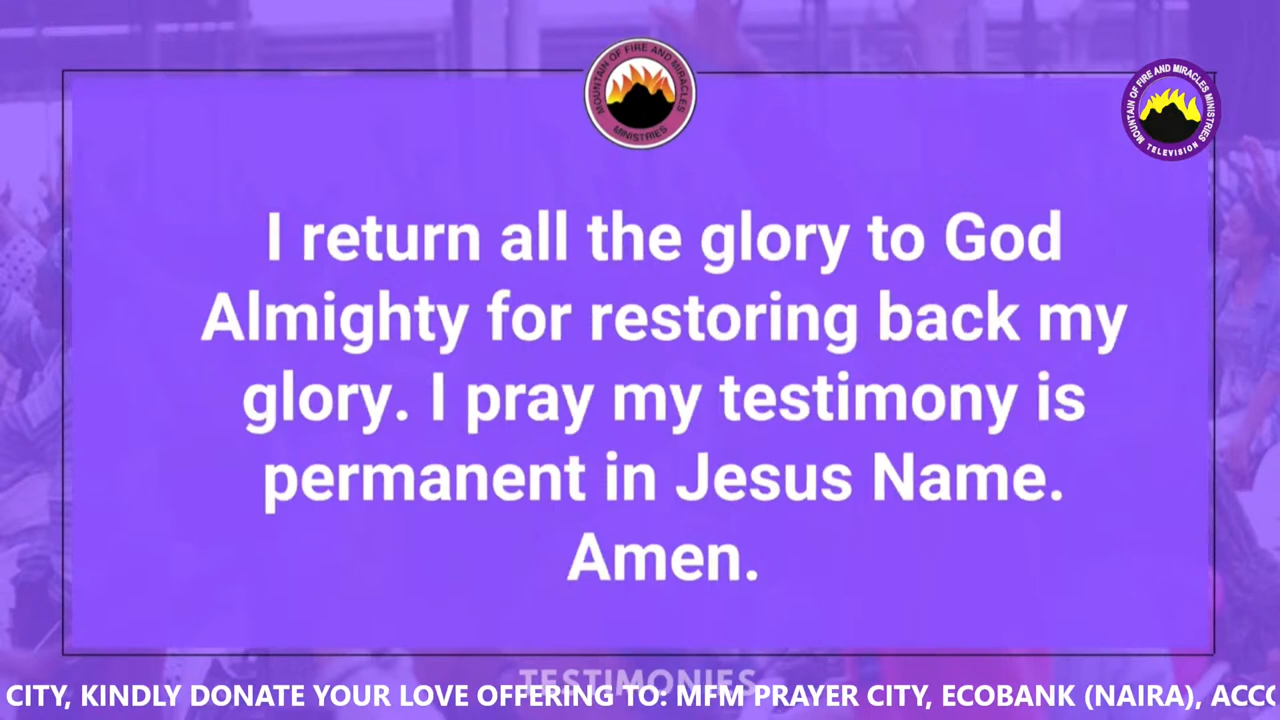 MOUNTAIN OF FIRE AND MIRACLES
MINISTRIES
MOUNTAIN OF FIRE AND MIRACLES MINISTRIES
TELEVISION
I return all the glory to God
Almighty for restoring back my
glory. I pray my testimony is
permanent in Jesus Name.
Amen.
TESTIMONIES
CITY, KINDLY DONATE YOUR LOVE OFFERING TO: MFM PRAYER CITY, ECOBANK (NAIRA), ACCO